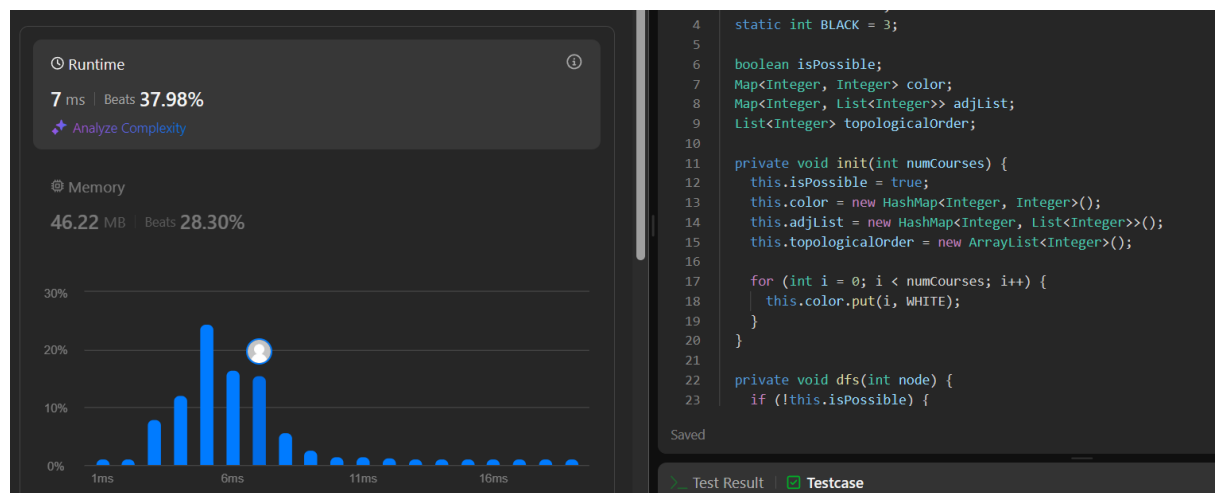 Runtime
7 ms | Beats 37.98%
Analyze Complexity
Memory
46.22 MB | Beats 28.30%
30%
20%
10%
0%
1ms 6ms 11ms 16ms
4 static int BLACK = 3;
5
6 boolean isPossible;
7 Map<Integer, Integer> color;
8 Map<Integer, List<Integer>> adjList;
9 List<Integer> topologicalOrder;
10
11 private void init(int numCourses) {
12 this.isPossible = true;
13 this.color = new HashMap<Integer, Integer>();
14 this.adjList = new HashMap<Integer, List<Integer>>();
15 this.topologicalOrder = new ArrayList<Integer>();
16
17 for (int i = 0; i < numCourses; i++) {
18 this.color.put(i, WHITE);
19 }
20 }
21
22 private void dfs(int node) {
23 if (!this.isPossible) {
Saved
Test Result | Testcase